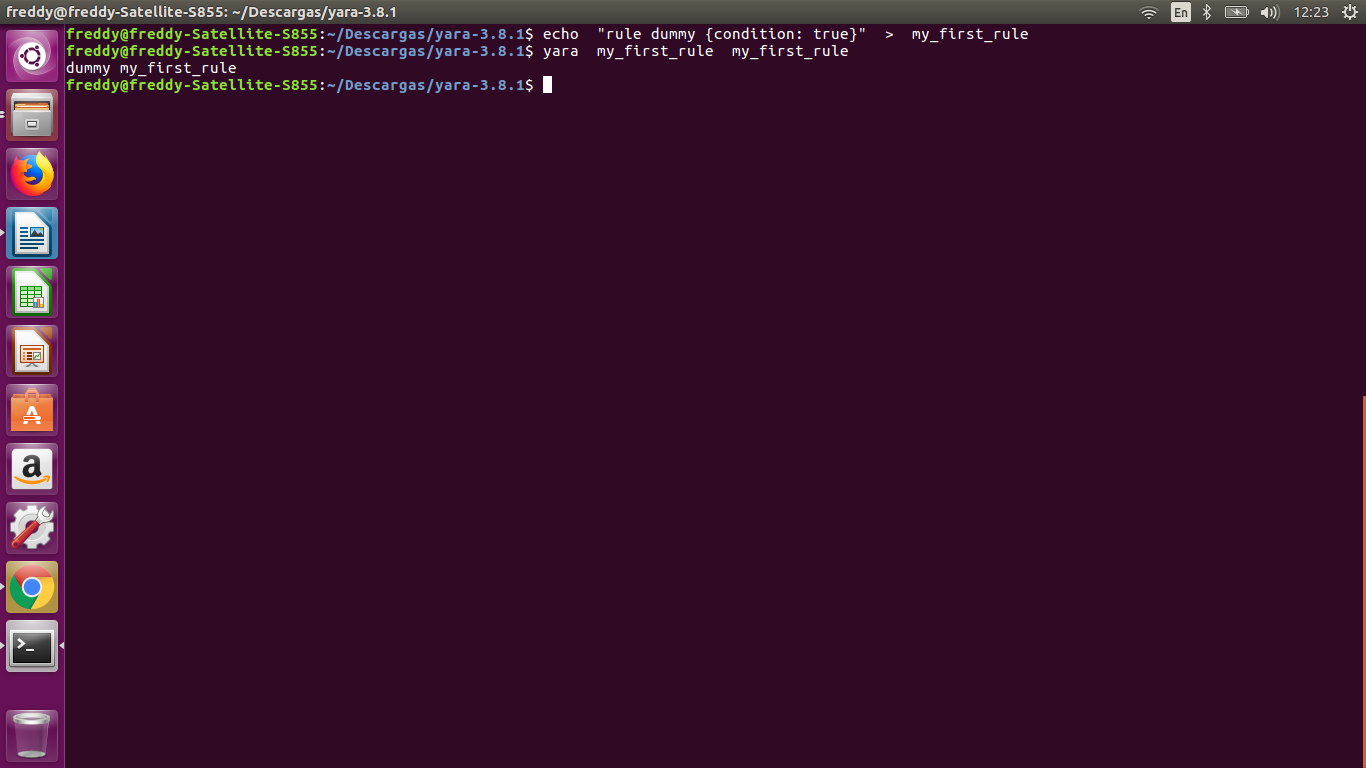 freddy@freddy-Satellite-S855: ~/Descargas/yara-3.8.1
En
12:23
freddy@freddy-Satellite-S855:~/Descargas/yara-3.8.1$ echo  "rule dummy {condition: true}"  >  my_first_rule
freddy@freddy-Satellite-S855:~/Descargas/yara-3.8.1$ yara  my_first_rule  my_first_rule
dummy my_first_rule
freddy@freddy-Satellite-S855:~/Descargas/yara-3.8.1$
A
a
>_